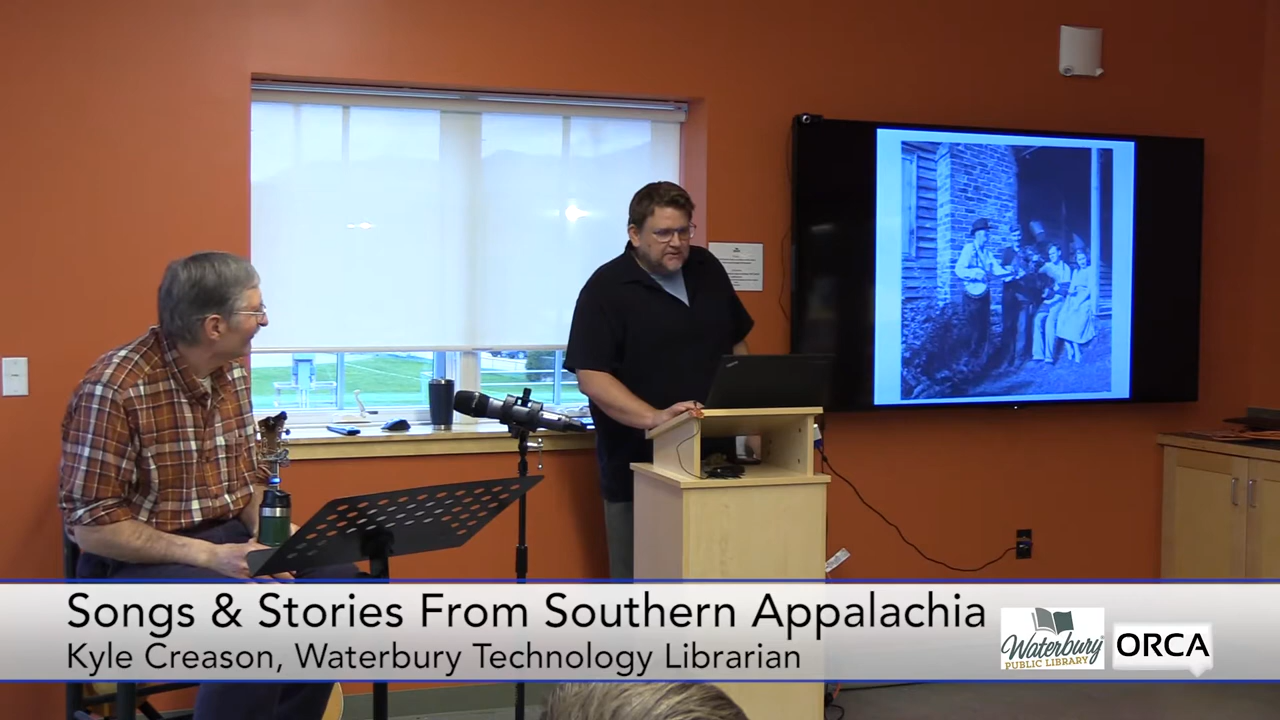 Songs & Stories From Southern Appalachia
Kyle Creason, Waterbury Technology Librarian
Waterbury
PUBLIC LIBRARY
ORCA